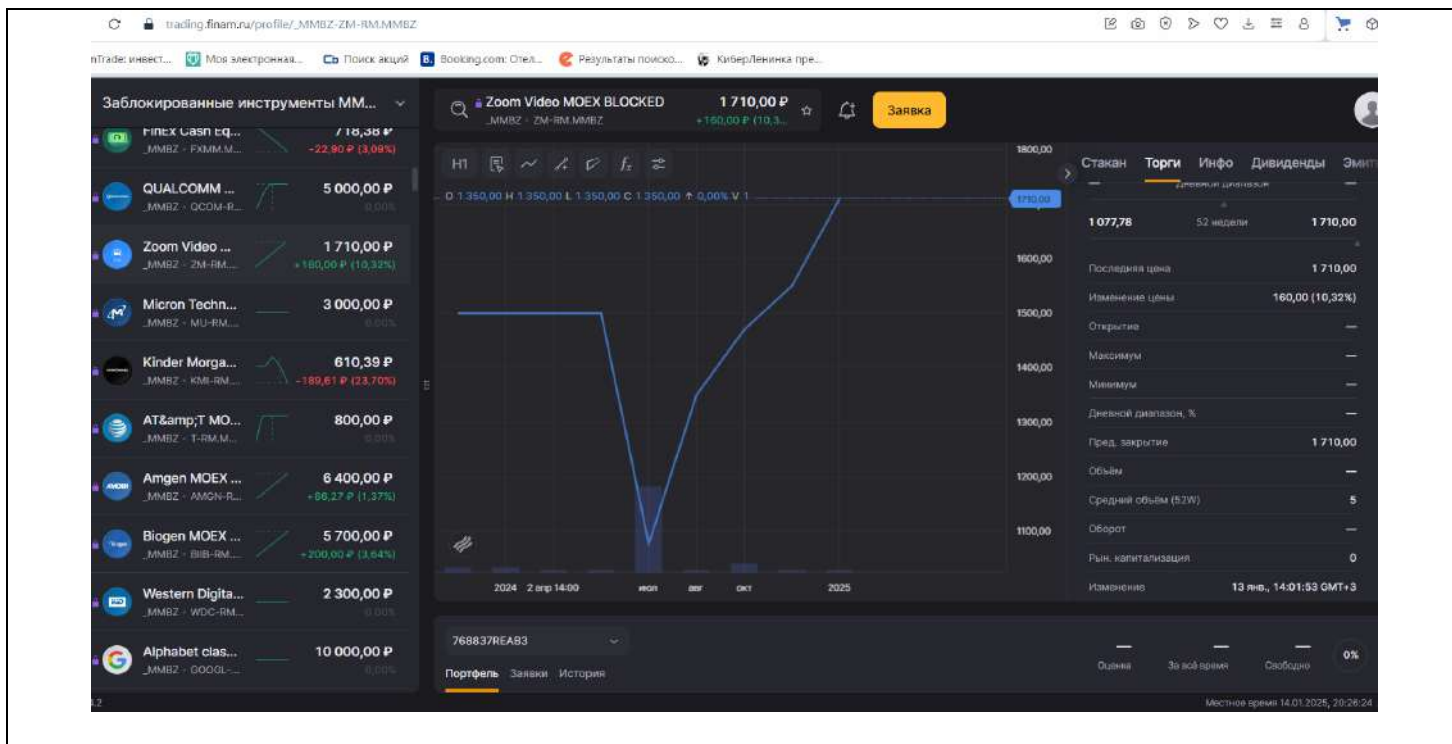 trading.finam.ru/profile/_MMBZ-ZM-RM.MMBZ
nTrade: инвест... Моя электронная... Поиск акций Booking.com: Отел... Результаты поиско... КиберЛенинка пре...
Заблокированные инструменты ММ...
FinEx Cash Eq... 718,38 ₽
_MMBZ - FXMM.M... -22,90 ₽ (3,09%)
QUALCOMM ... 5 000,00 ₽
_MMBZ - QCOM-R... 0,00%
Zoom Video ... 1 710,00 ₽
_MMBZ - ZM-RM.... +160,00 ₽ (10,32%)
Micron Techn... 3 000,00 ₽
_MMBZ - MU-RM.... 0,00%
Kinder Morga... 610,39 ₽
_MMBZ - KMI-RM.... -189,61 ₽ (23,70%)
AT&amp;T MO... 800,00 ₽
_MMBZ - T-RM.M... 0,00%
Amgen MOEX ... 6 400,00 ₽
_MMBZ - AMGN-R... +86,27 ₽ (1,37%)
Biogen MOEX ... 5 700,00 ₽
_MMBZ - BIIB-RM.... +200,00 ₽ (3,64%)
Western Digita... 2 300,00 ₽
_MMBZ - WDC-RM.... 0,00%
Alphabet clas... 10 000,00 ₽
_MMBZ - GOOGL-... 0,00%
Zoom Video MOEX BLOCKED 1 710,00 ₽
_MMBZ - ZM-RM.MMBZ +160,00 ₽ (10,3...
Заявка
H1
O 1 350,00 H 1 350,00 L 1 350,00 C 1 350,00 ↑ 0,00% V 1
1800,00
1710,00
1600,00
1500,00
1400,00
1300,00
1200,00
1100,00
2024 2 апр 14:00 июл авг окт 2025
Стакан Торги Инфо Дивиденды Эмит
— Дневной диапазон —
1 077,78 52 недели 1 710,00
Последняя цена 1 710,00
Изменение цены 160,00 (10,32%)
Открытие —
Максимум —
Минимум —
Дневной диапазон, % —
Пред. закрытие 1 710,00
Объём —
Средний объём (52W) 5
Оборот —
Рын. капитализация 0
Изменение 13 янв., 14:01:53 GMT+3
768837REAB3
Портфель Заявки История
— — —
Оценка За всё время Свободно 0%
Местное время 14.01.2025, 20:26:24